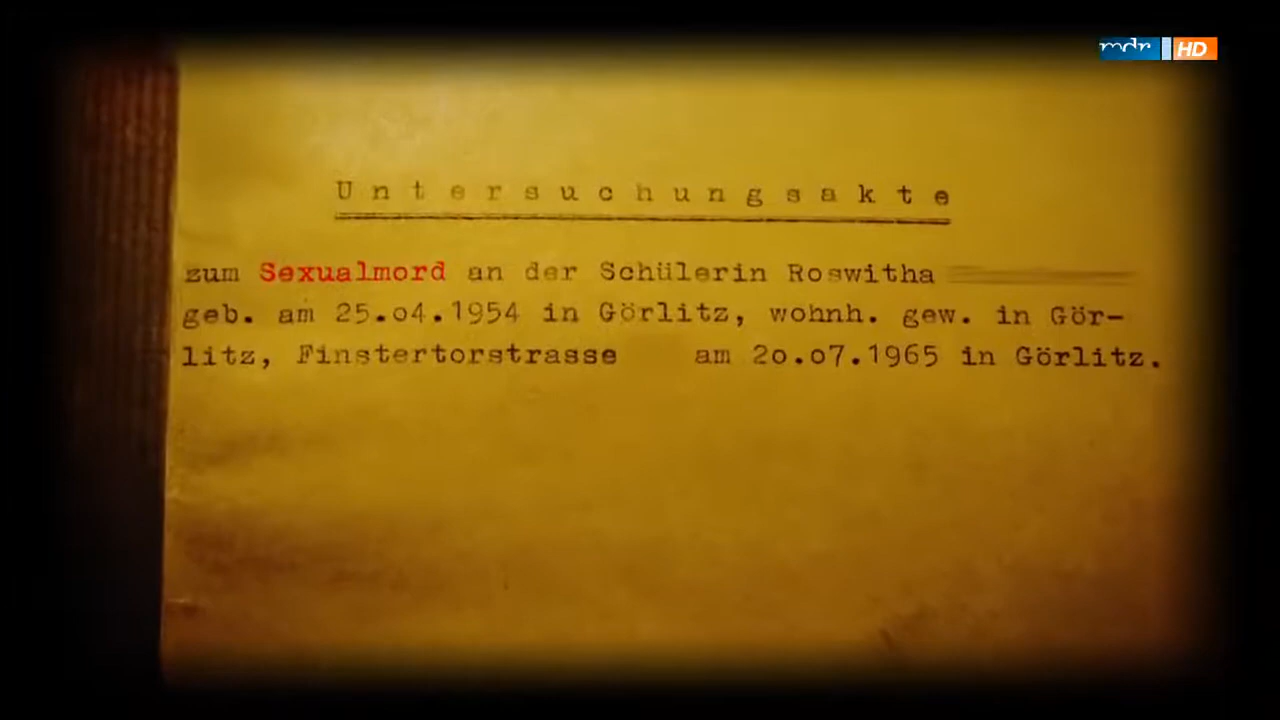 mdr HD
Untersuchungsakte
zum Sexualmord an der Schülerin Roswitha
geb. am 25.o4.1954 in Görlitz, wohnh. gew. in Gör-
litz, Finstertorstrasse am 2o.o7.1965 in Görlitz.